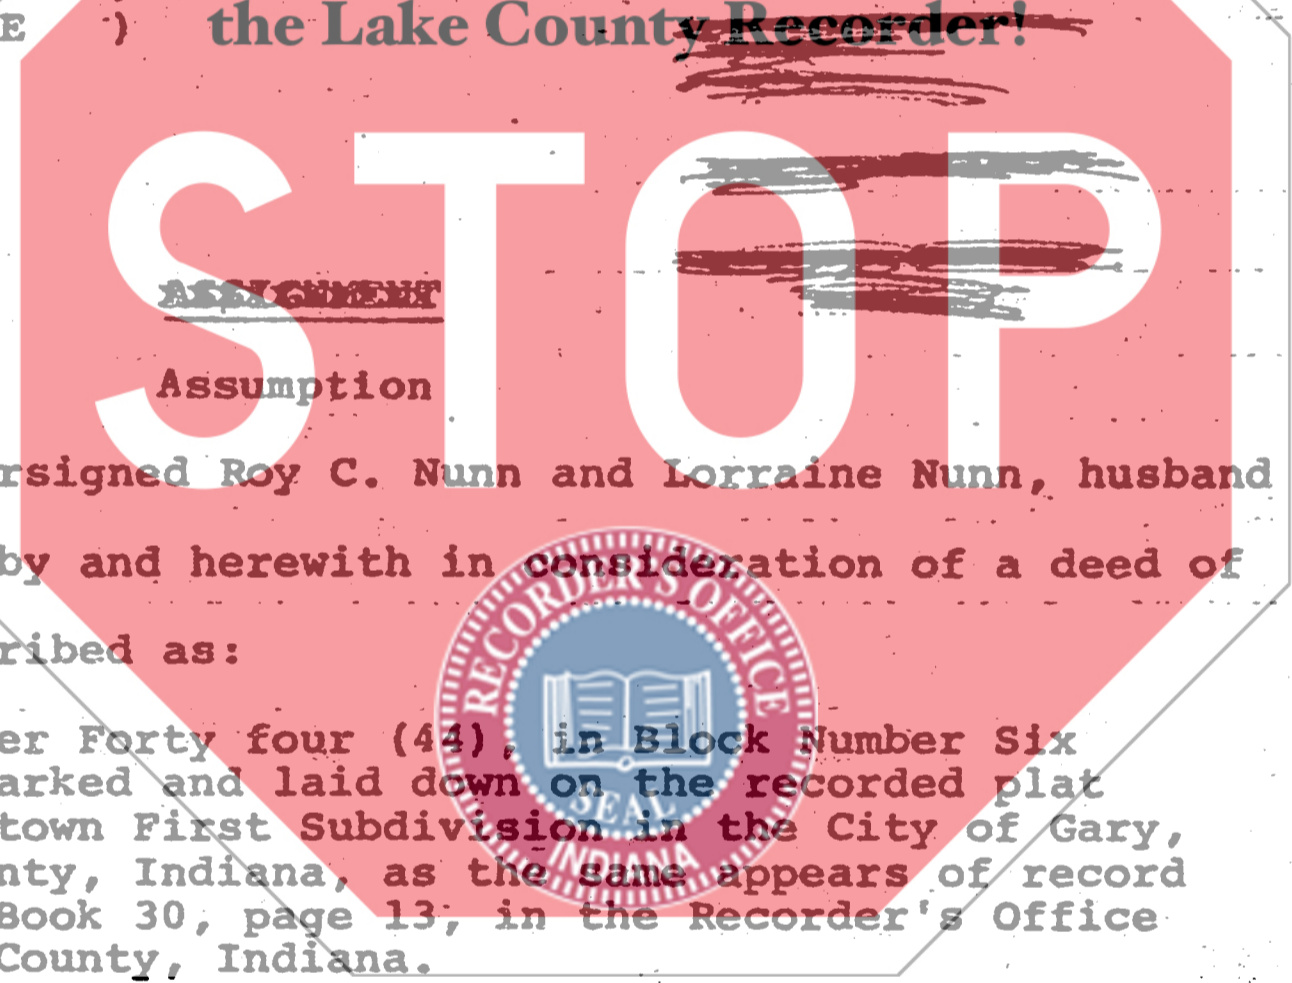 E )
the Lake County Recorder!
STOP
ASSIGNMENT
Assumption
rsigned Roy C. Nunn and Lorraine Nunn, husband
by and herewith in consideration of a deed of
ribed as:
er Forty four (44), in Block Number Six
arked and laid down on the recorded plat
town First Subdivision in the City of Gary,
nty, Indiana, as the same appears of record
Book 30, page 13, in the Recorder's Office
County, Indiana.
RECORDER'S OFFICE
SEAL
INDIANA